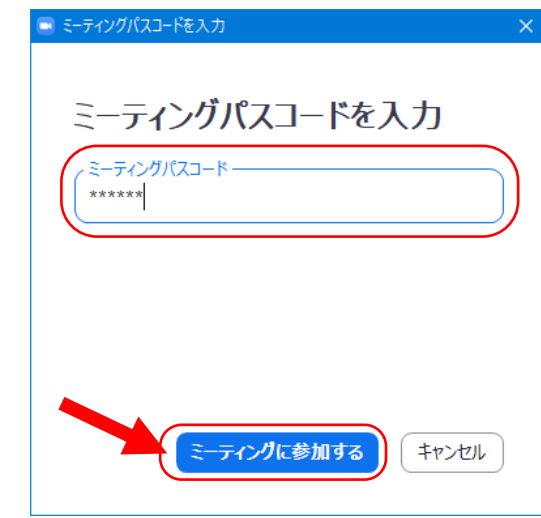 ミーティングパスコードを入力
ミーティングパスコードを入力
ミーティングパスコード
******
ミーティングに参加する
キャンセル